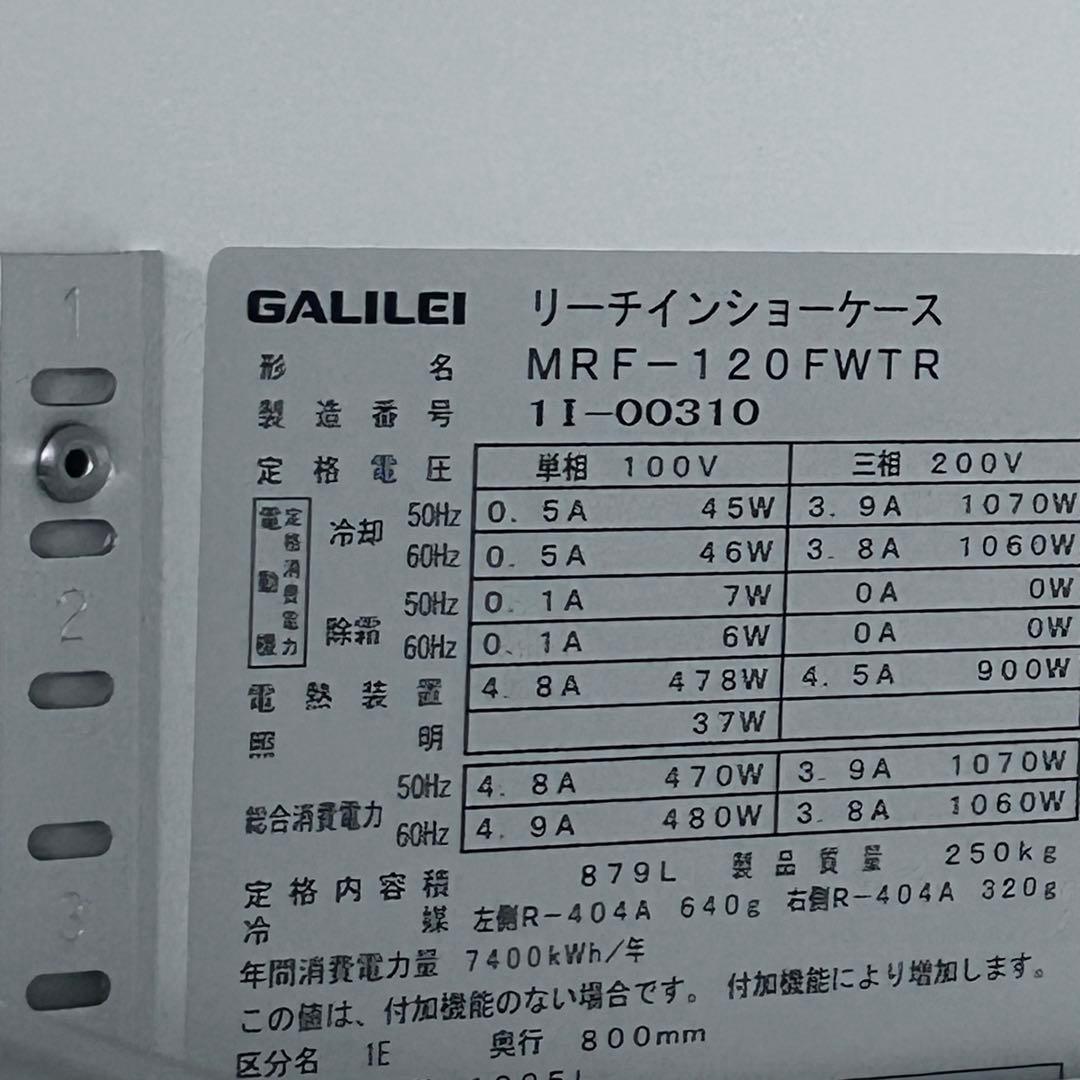 1
2
3
GALILEI リーチインショーケース
形名 MRF-120FWTR
製造番号 1I-00310
定格電圧 単相 100V 三相 200V
電動機 定格消費電力 冷却 50Hz 0.5A 45W 3.9A 1070W
60Hz 0.5A 46W 3.8A 1060W
除霜 50Hz 0.1A 7W 0A 0W
60Hz 0.1A 6W 0A 0W
電熱装置 4.8A 478W 4.5A 900W
照明 37W
総合消費電力 50Hz 4.8A 470W 3.9A 1070W
60Hz 4.9A 480W 3.8A 1060W
定格内容積 879L 製品質量 250kg
冷媒 左側R-404A 640g 右側R-404A 320g
年間消費電力量 7400kWh/年
この値は、付加機能のない場合です。 付加機能により増加します。
区分名 1E 奥行 800mm